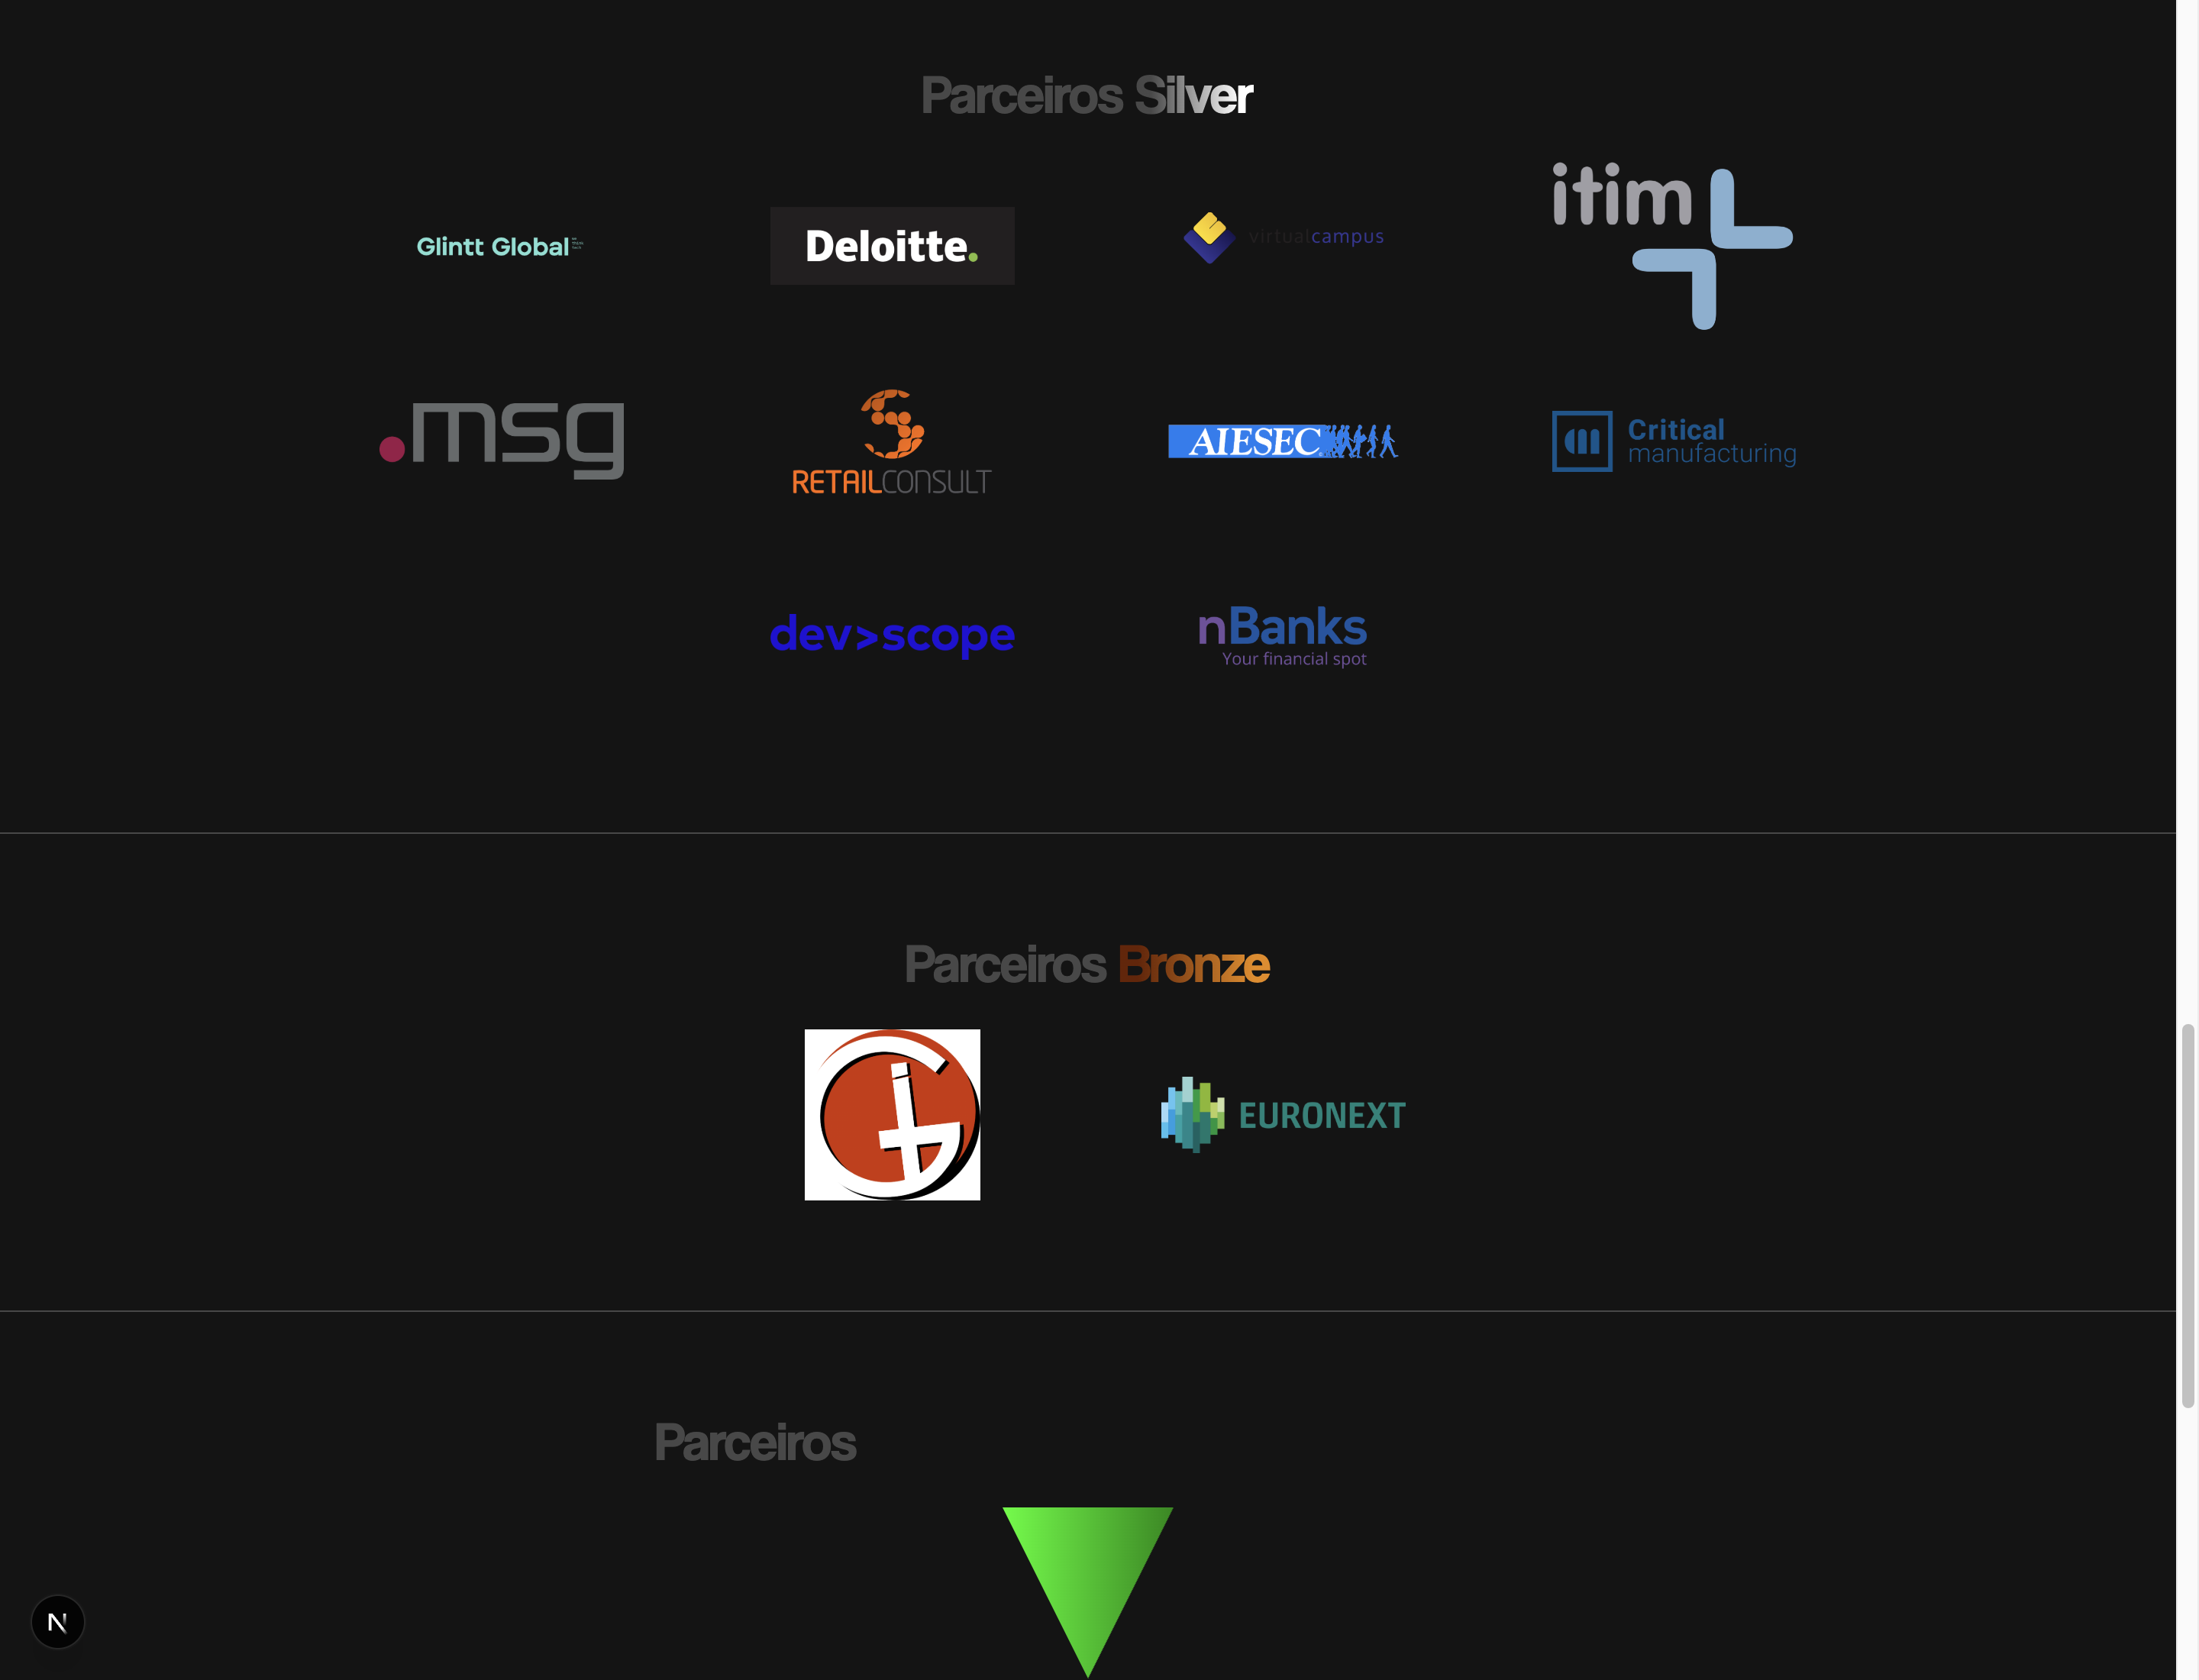 Parceiros Silver
Glintt Global
Deloitte.
virtualcampus
itim
.msg
RETAILCONSULT
AIESEC
Critical
manufacturing
dev>scope
nBanks
Your financial spot
Parceiros Bronze
EURONEXT
Parceiros
N